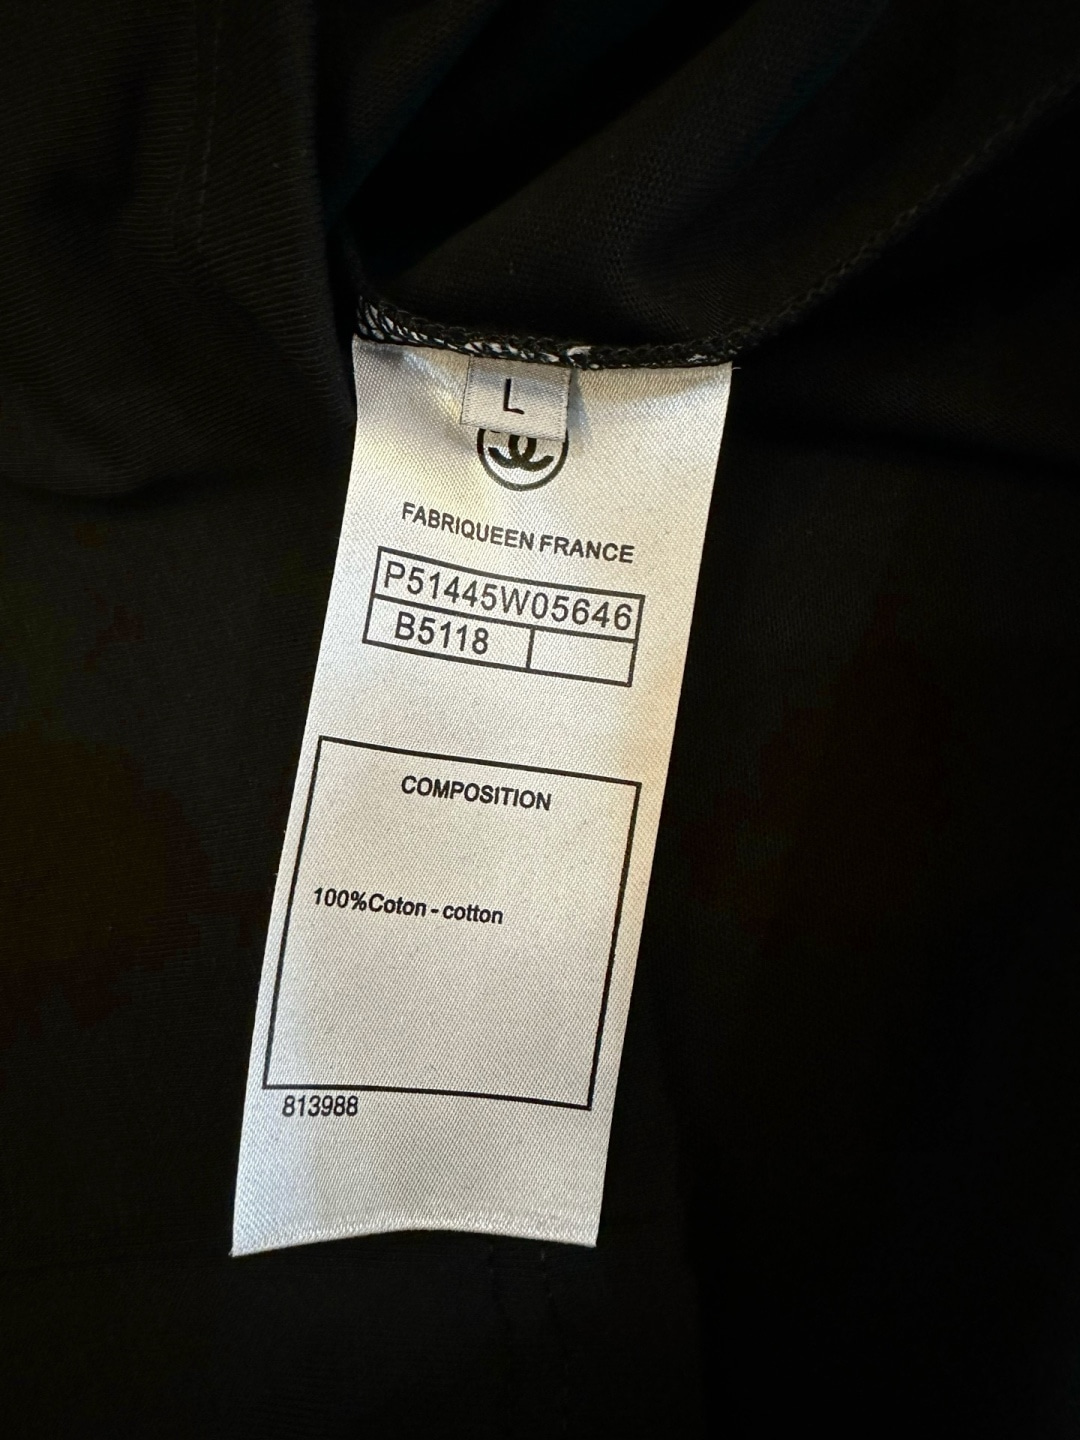 L
FABRIQUEEN FRANCE
P51445W05646
B5118
COMPOSITION
100%Coton-cotton
813988